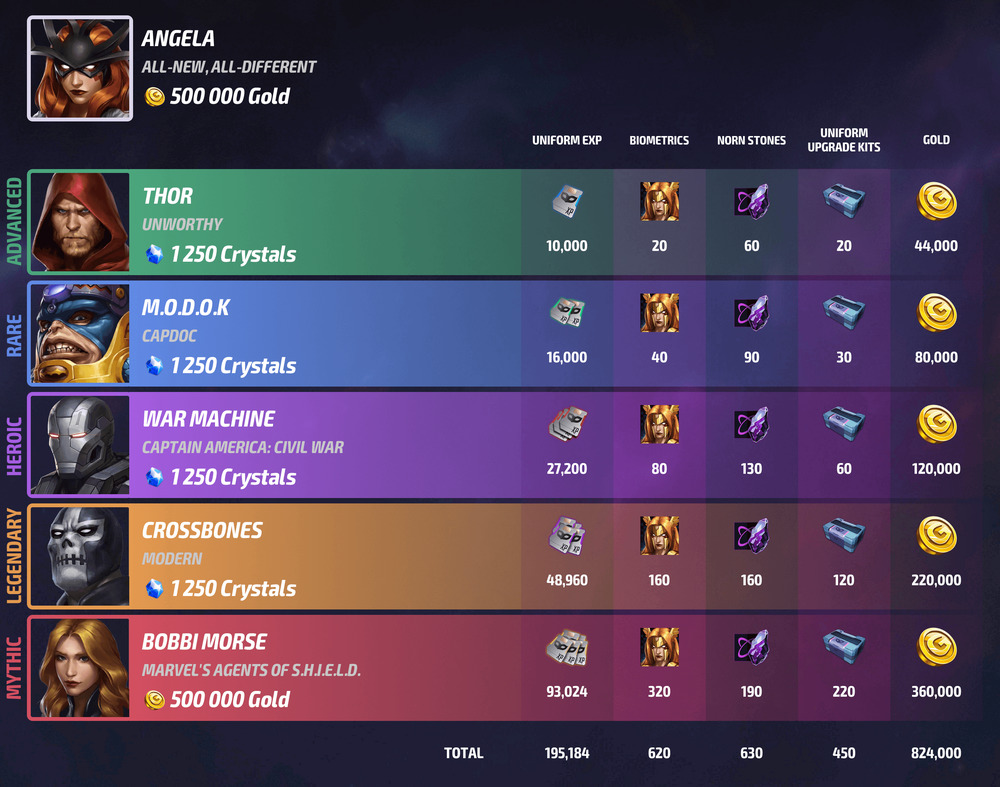 ANGELA
ALL-NEW, ALL-DIFFERENT
500 000 Gold
UNIFORM EXP BIOMETRICS NORN STONES UNIFORM UPGRADE KITS GOLD
ADVANCED
THOR
UNWORTHY
1 250 Crystals
10,000 20 60 20 44,000
RARE
M.O.D.O.K
CAPDOC
1 250 Crystals
16,000 40 90 30 80,000
HEROIC
WAR MACHINE
CAPTAIN AMERICA: CIVIL WAR
1 250 Crystals
27,200 80 130 60 120,000
LEGENDARY
CROSSBONES
MODERN
1 250 Crystals
48,960 160 160 120 220,000
MYTHIC
BOBBI MORSE
MARVEL'S AGENTS OF S.H.I.E.L.D.
500 000 Gold
93,024 320 190 220 360,000
TOTAL 195,184 620 630 450 824,000